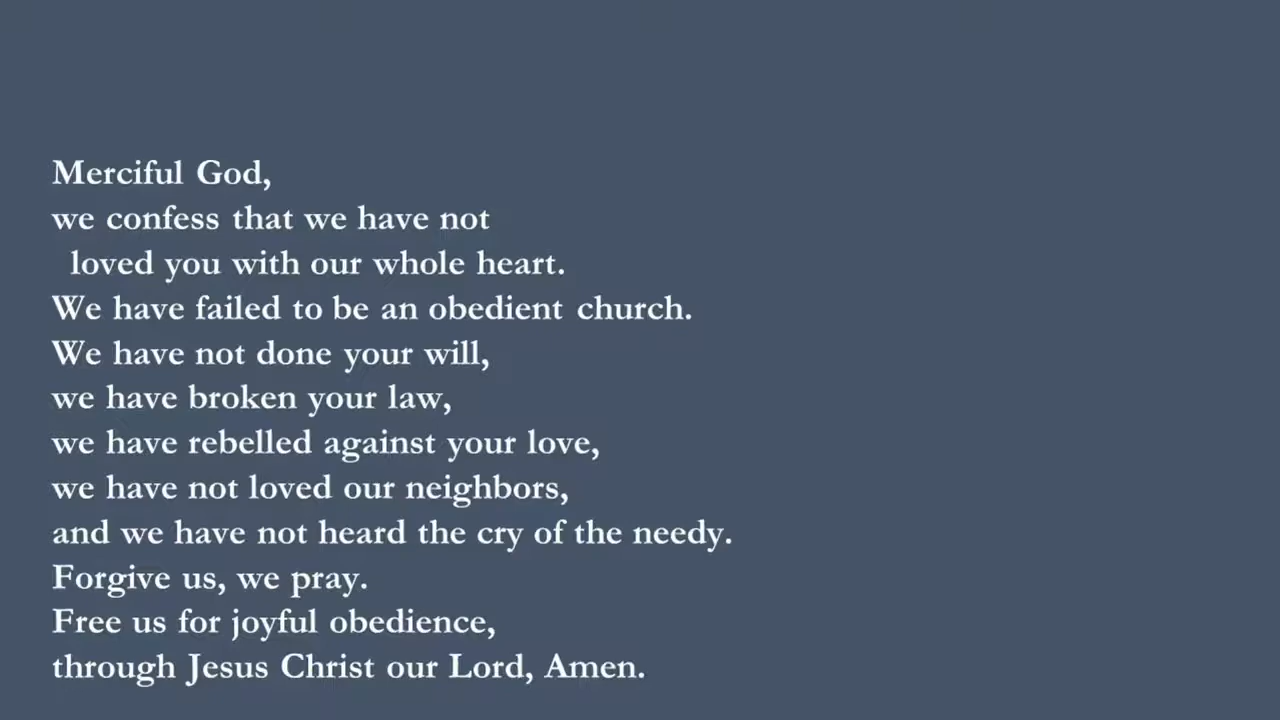 Merciful God,
we confess that we have not
loved you with our whole heart.
We have failed to be an obedient church.
We have not done your will,
we have broken your law,
we have rebelled against your love,
we have not loved our neighbors,
and we have not heard the cry of the needy.
Forgive us, we pray.
Free us for joyful obedience,
through Jesus Christ our Lord, Amen.